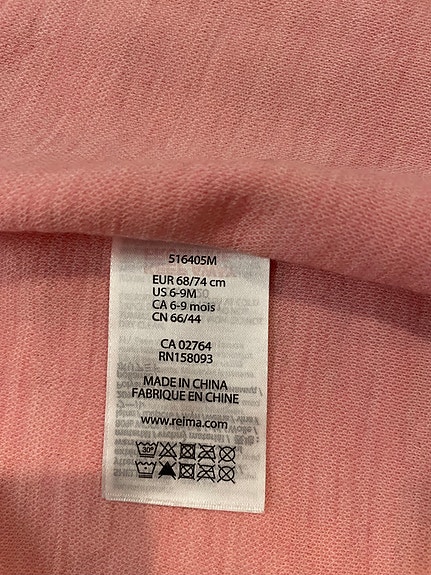 516405M
EUR 68/74 cm
US 6-9M
CA 6-9 mois
CN 66/44
CA 02764
RN158093
MADE IN CHINA
FABRIQUE EN CHINE
www.reima.com
30°